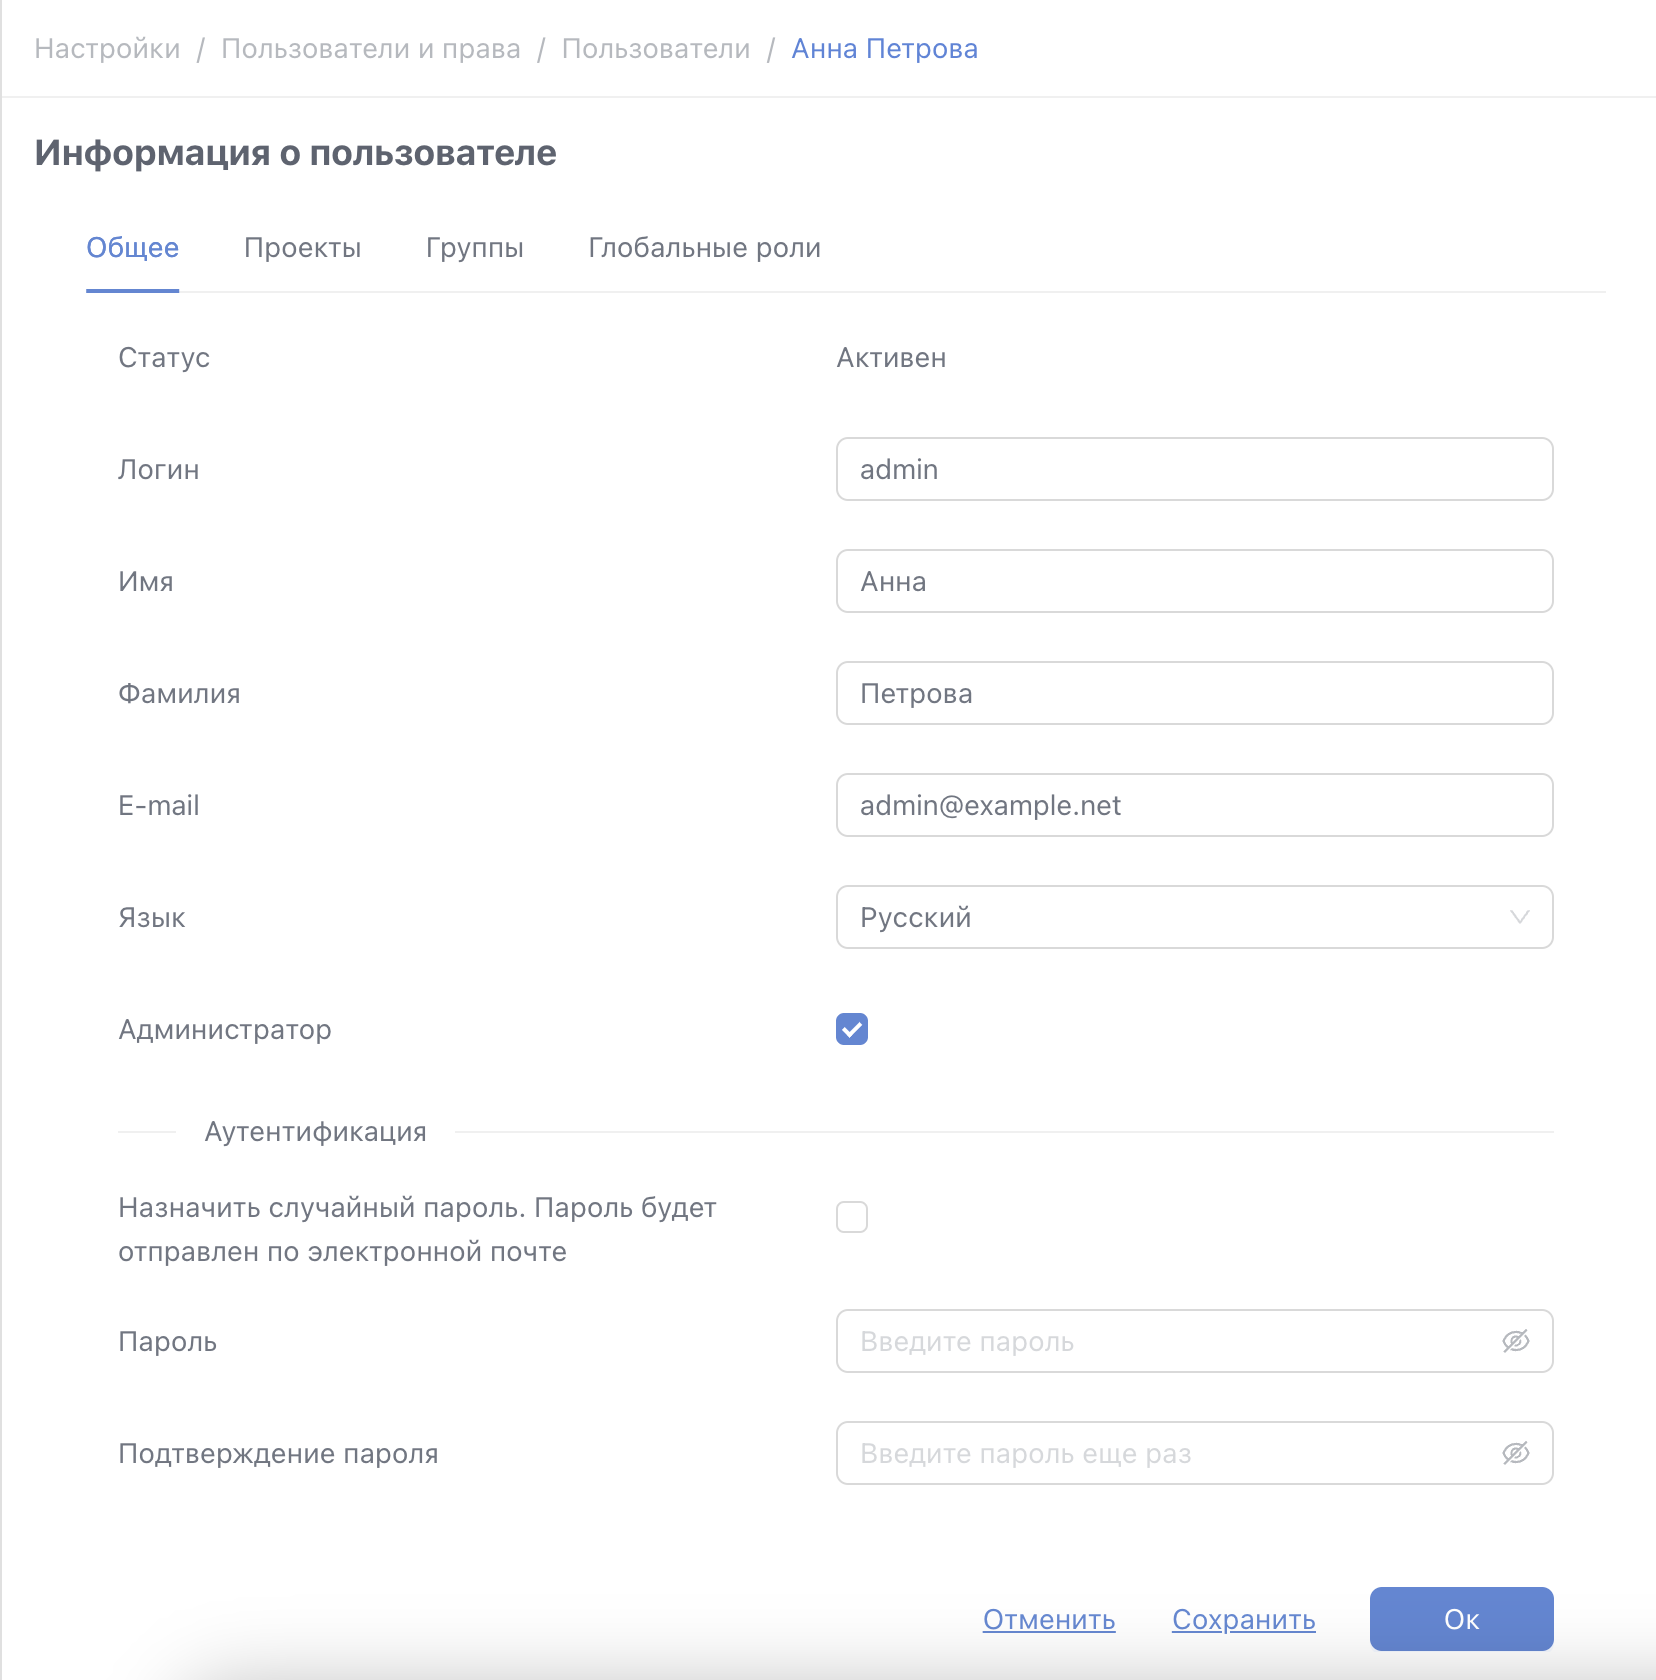 Настройки / Пользователи и права / Пользователи / Анна Петрова
Информация о пользователе
Общее Проекты Группы Глобальные роли
Статус Активен
Логин admin
Имя Анна
Фамилия Петрова
E-mail admin@example.net
Язык Русский
Администратор
Аутентификация
Назначить случайный пароль. Пароль будет
отправлен по электронной почте
Пароль Введите пароль
Подтверждение пароля Введите пароль еще раз
Отменить Сохранить Ок